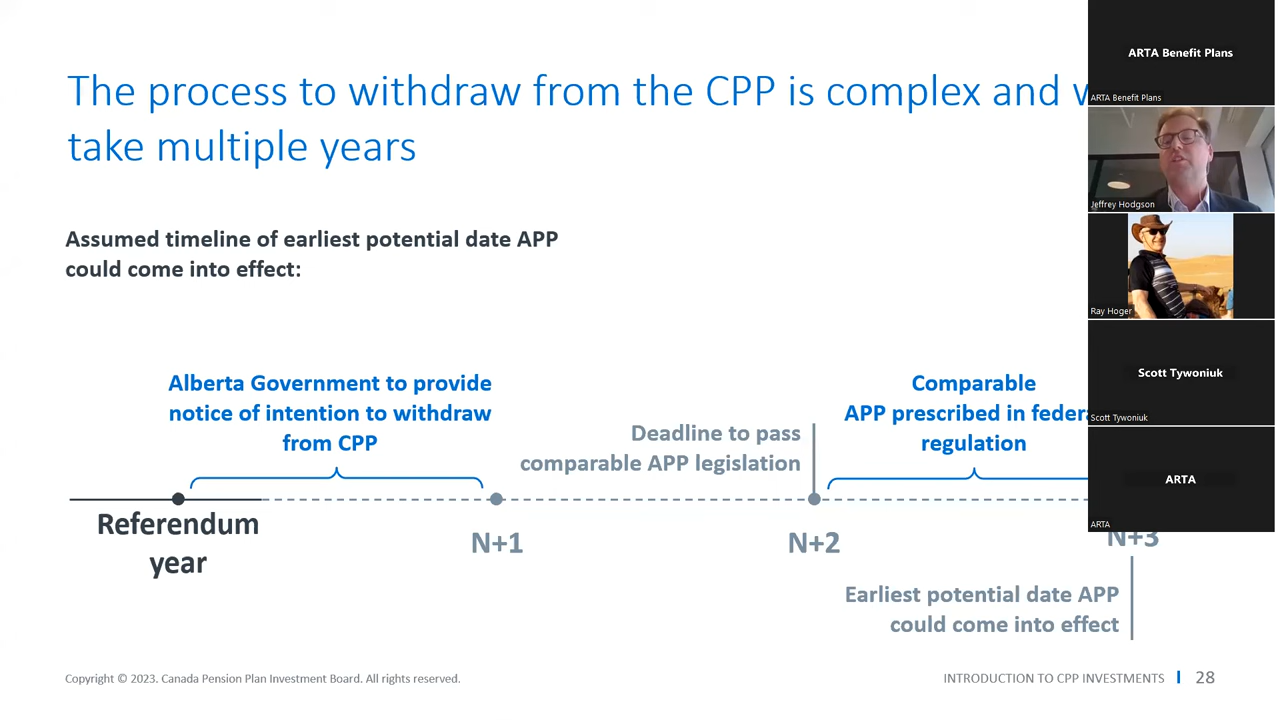 The process to withdraw from the CPP is complex and
take multiple years
Assumed timeline of earliest potential date APP
could come into effect:
Alberta Government to provide
notice of intention to withdraw
from CPP
Deadline to pass
comparable APP legislation
Comparable
APP prescribed in federa
regulation
Referendum
year
N+1
N+2
N+3
Earliest potential date APP
could come into effect
Copyright © 2023. Canada Pension Plan Investment Board. All rights reserved.
INTRODUCTION TO CPP INVESTMENTS
28
ARTA Benefit Plans
ARTA Benefit Plans
Jeffrey Hodgson
Ray Hoger
Scott Tywoniuk
Scott Tywoniuk
ARTA
ARTA